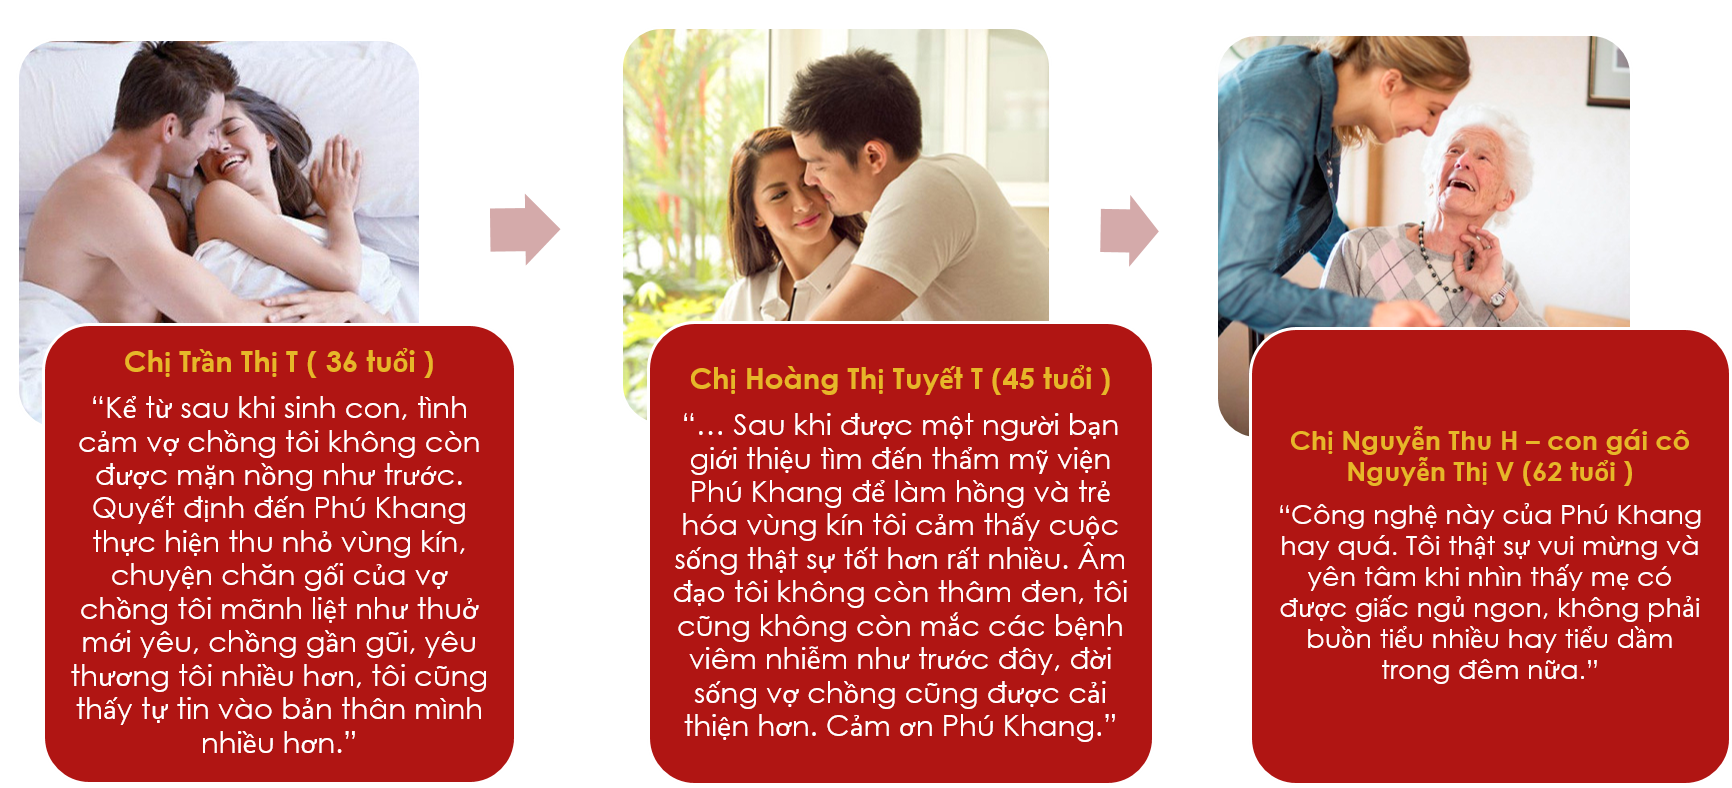 Chị Trần Thị T ( 36 tuổi )
“Kể từ sau khi sinh con, tình
cảm vợ chồng tôi không còn
được mặn nồng như trước.
Quyết định đến Phú Khang
thực hiện thu nhỏ vùng kín,
chuyện chăn gối của vợ
chồng tôi mãnh liệt như thuở
mới yêu, chồng gần gũi, yêu
thương tôi nhiều hơn, tôi cũng
thấy tự tin vào bản thân mình
nhiều hơn.”
Chị Hoàng Thị Tuyết T (45 tuổi )
“... Sau khi được một người bạn
giới thiệu tìm đến thẩm mỹ viện
Phú Khang để làm hồng và trẻ
hóa vùng kín tôi cảm thấy cuộc
sống thật sự tốt hơn rất nhiều. Âm
đạo tôi không còn thâm đen, tôi
cũng không còn mắc các bệnh
viêm nhiễm như trước đây, đời
sống vợ chồng cũng được cải
thiện hơn. Cảm ơn Phú Khang.”
Chị Nguyễn Thu H – con gái cô
Nguyễn Thị V (62 tuổi )
“Công nghệ này của Phú Khang
hay quá. Tôi thật sự vui mừng và
yên tâm khi nhìn thấy mẹ có
được giấc ngủ ngon, không phải
buồn tiểu nhiều hay tiểu dầm
trong đêm nữa.”